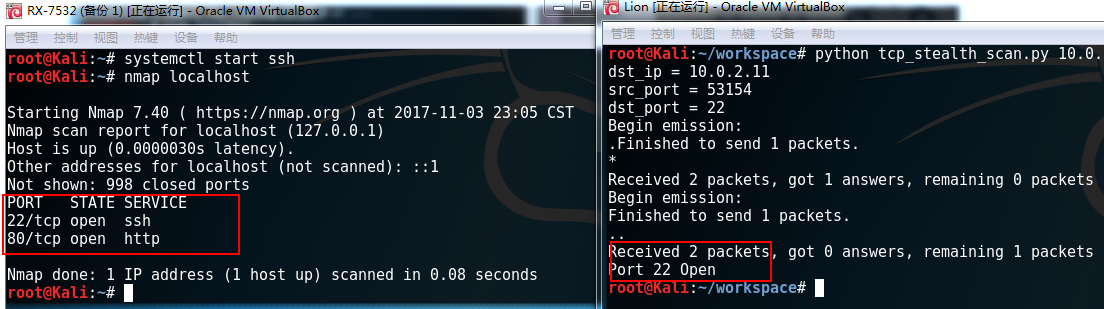 RX-7532 (备份 1) [正在运行] - Oracle VM VirtualBox
管理 控制 视图 热键 设备 帮助
root@Kali:~# systemctl start ssh
root@Kali:~# nmap localhost
Starting Nmap 7.40 ( https://nmap.org ) at 2017-11-03 23:05 CST
Nmap scan report for localhost (127.0.0.1)
Host is up (0.0000030s latency).
Other addresses for localhost (not scanned): ::1
Not shown: 998 closed ports
PORT   STATE SERVICE
22/tcp open  ssh
80/tcp open  http
Nmap done: 1 IP address (1 host up) scanned in 0.08 seconds
root@Kali:~#
Lion [正在运行] - Oracle VM VirtualBox
管理 控制 视图 热键 设备 帮助
root@Kali:~/workspace# python tcp_stealth_scan.py 10.0.
dst_ip = 10.0.2.11
src_port = 53154
dst_port = 22
Begin emission:
.Finished to send 1 packets.
*
Received 2 packets, got 1 answers, remaining 0 packets
Begin emission:
Finished to send 1 packets.
..
Received 2 packets, got 0 answers, remaining 1 packets
Port 22 Open
root@Kali:~/workspace#